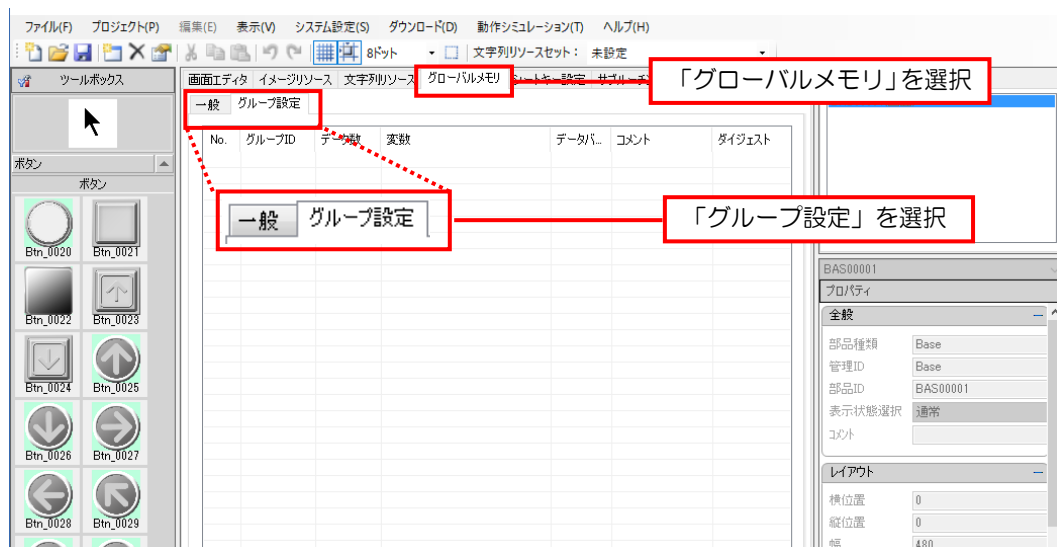 ファイル(F) プロジェクト(P) 編集(E) 表示(V) システム設定(S) ダウンロード(D) 動作シミュレーション(T) ヘルプ(H)
8ドット 文字列リソースセット： 未設定
ツールボックス
画面エディタ イメージリソース 文字列リソース グローバルメモリ
「グローバルメモリ」を選択
一般 グループ設定
No. グループID データ数 変数 データバ... コメント ダイジェスト
ボタン
ボタン
一般 グループ設定
「グループ設定」を選択
Btn_0020 Btn_0021
Btn_0022 Btn_0023
Btn_0024 Btn_0025
Btn_0026 Btn_0027
Btn_0028 Btn_0029
BAS00001
プロパティ
全般
部品種類 Base
管理ID Base
部品ID BAS00001
表示状態選択 通常
コメント
レイアウト
横位置 0
縦位置 0
幅 480